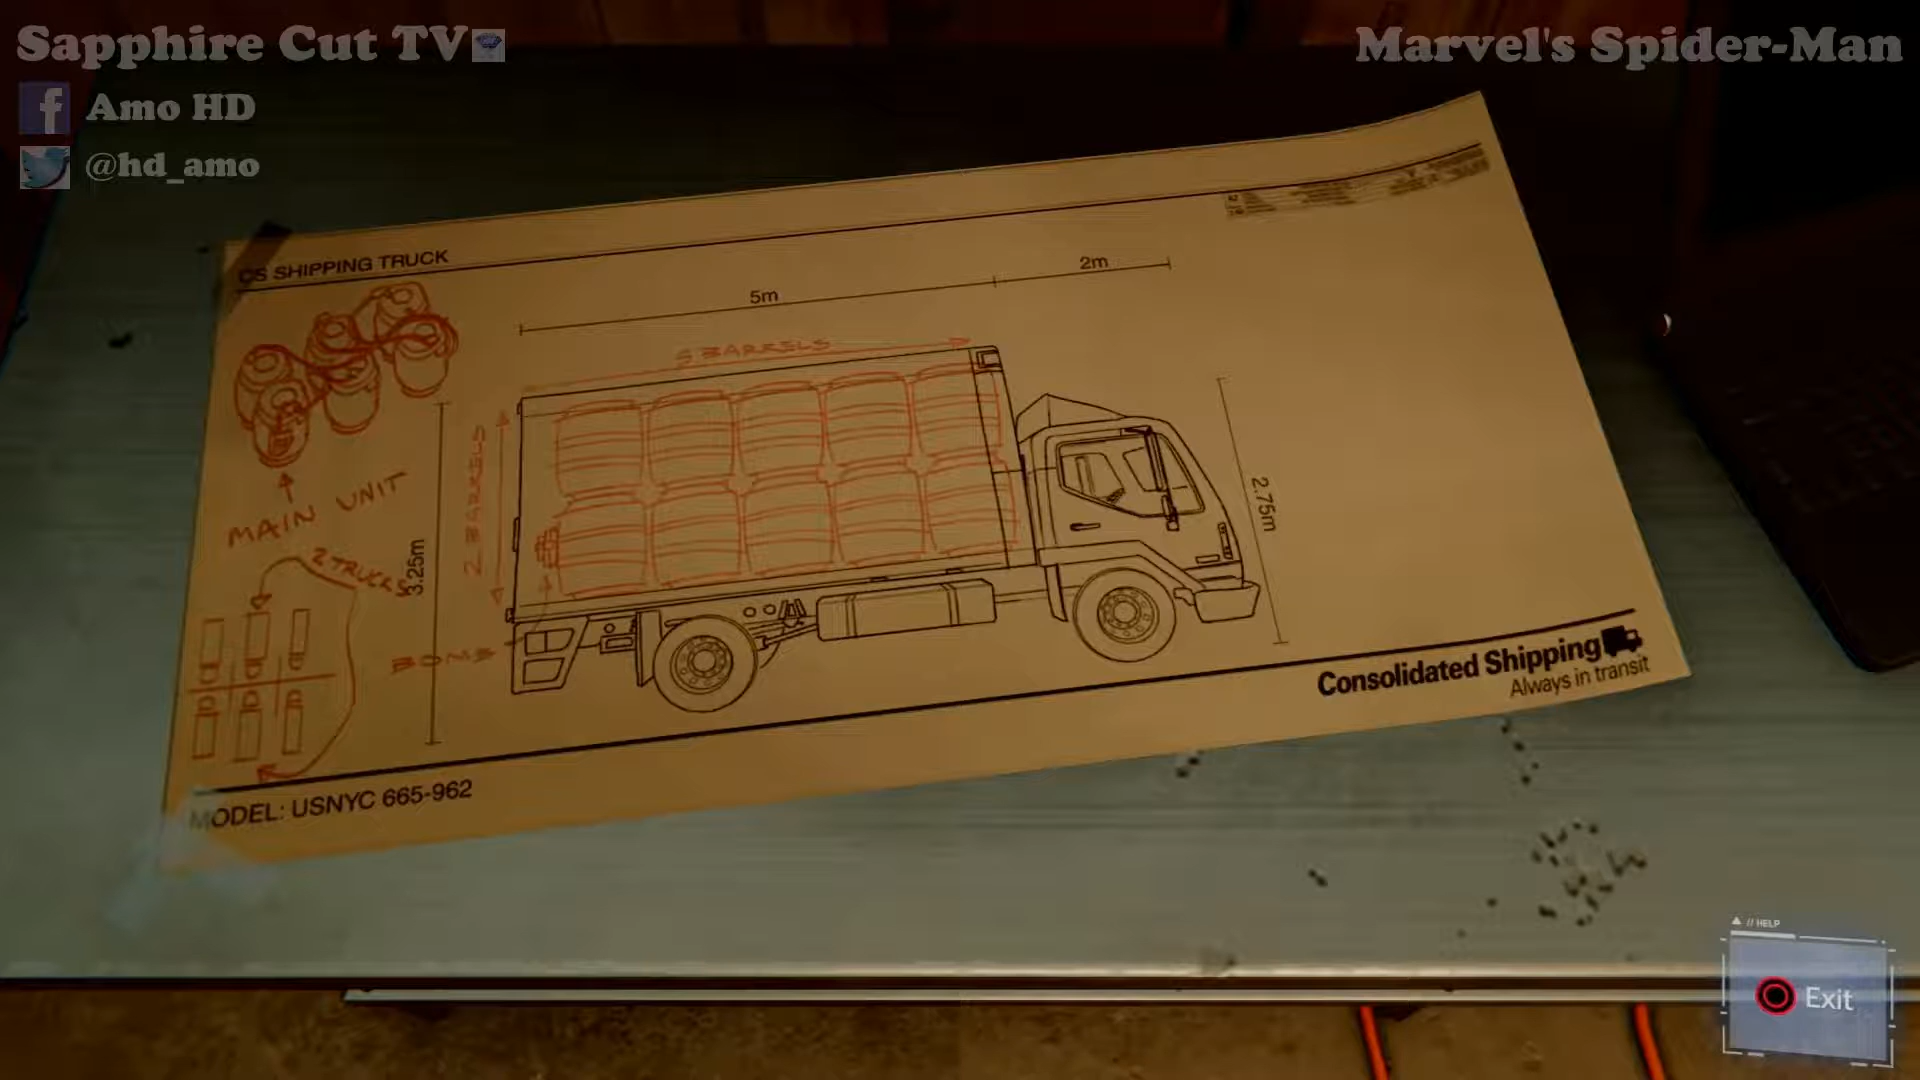 Sapphire Cut TV
Marvel's Spider-Man
Amo HD
@hd_amo
CS SHIPPING TRUCK
5m
2m
5 BARRELS
2 BARRELS
MAIN UNIT
2 TRUCKS
3.25m
2.75m
BOMB
Consolidated Shipping
Always in transit
MODEL: USNYC 665-962
// HELP
Exit